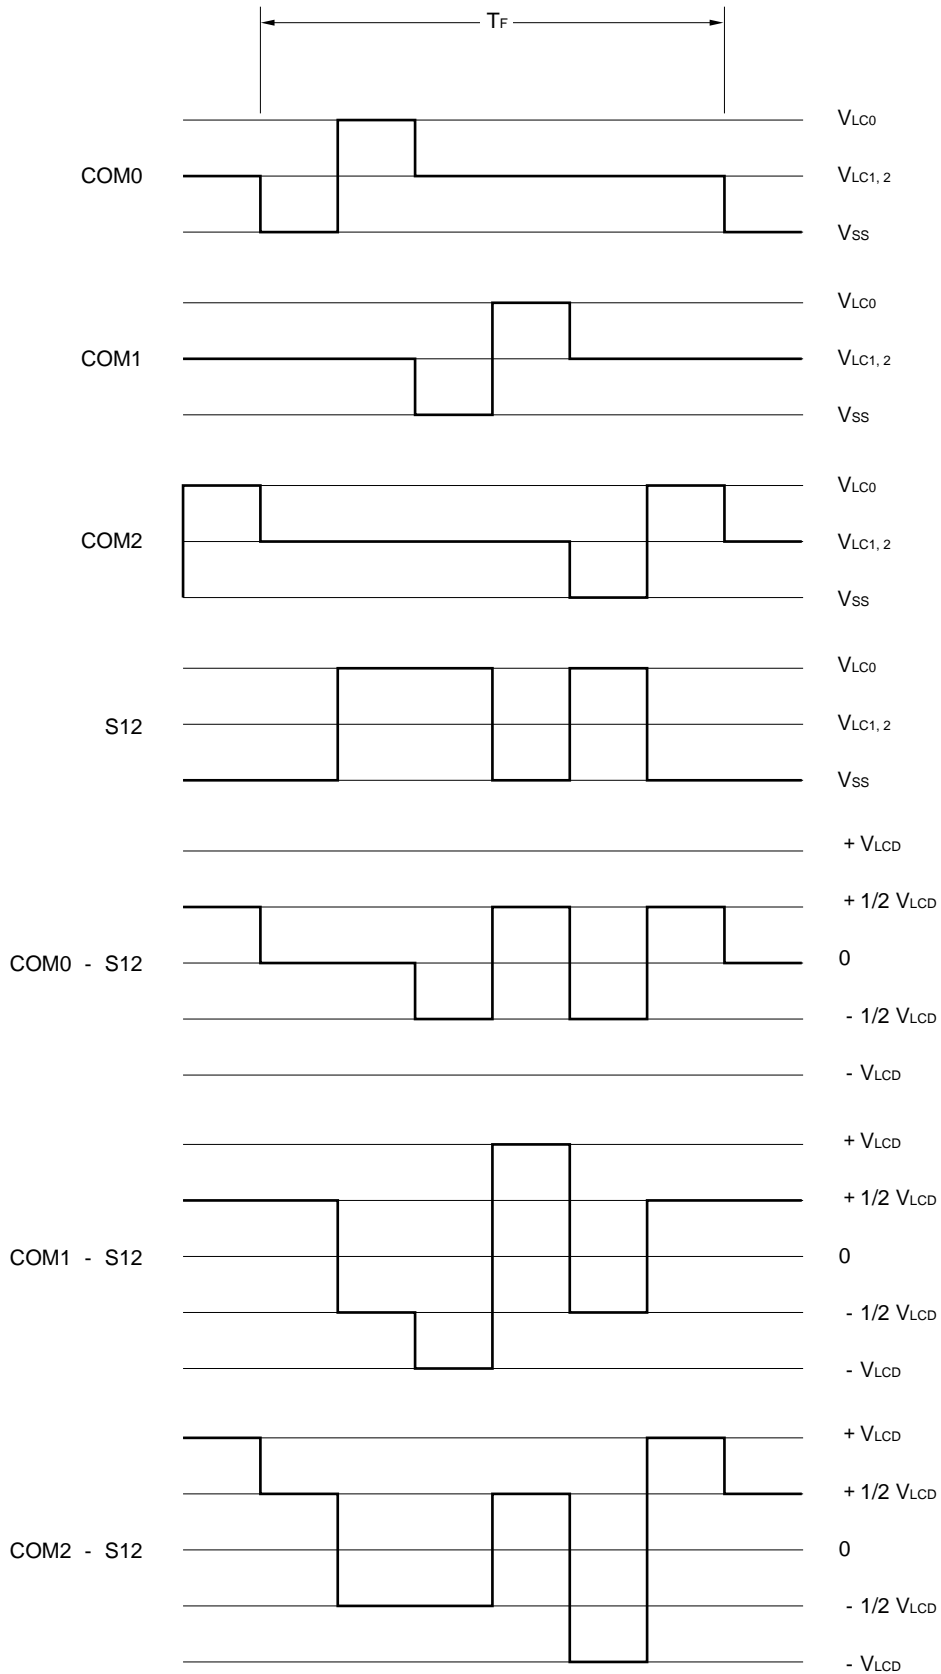 TF
VLC0
COM0
VLC1, 2
VSS
VLC0
COM1
VLC1, 2
VSS
VLC0
COM2
VLC1, 2
VSS
VLC0
S12
VLC1, 2
VSS
+ VLCD
+ 1/2 VLCD
COM0 - S12
0
- 1/2 VLCD
- VLCD
+ VLCD
+ 1/2 VLCD
COM1 - S12
0
- 1/2 VLCD
- VLCD
+ VLCD
+ 1/2 VLCD
COM2 - S12
0
- 1/2 VLCD
- VLCD